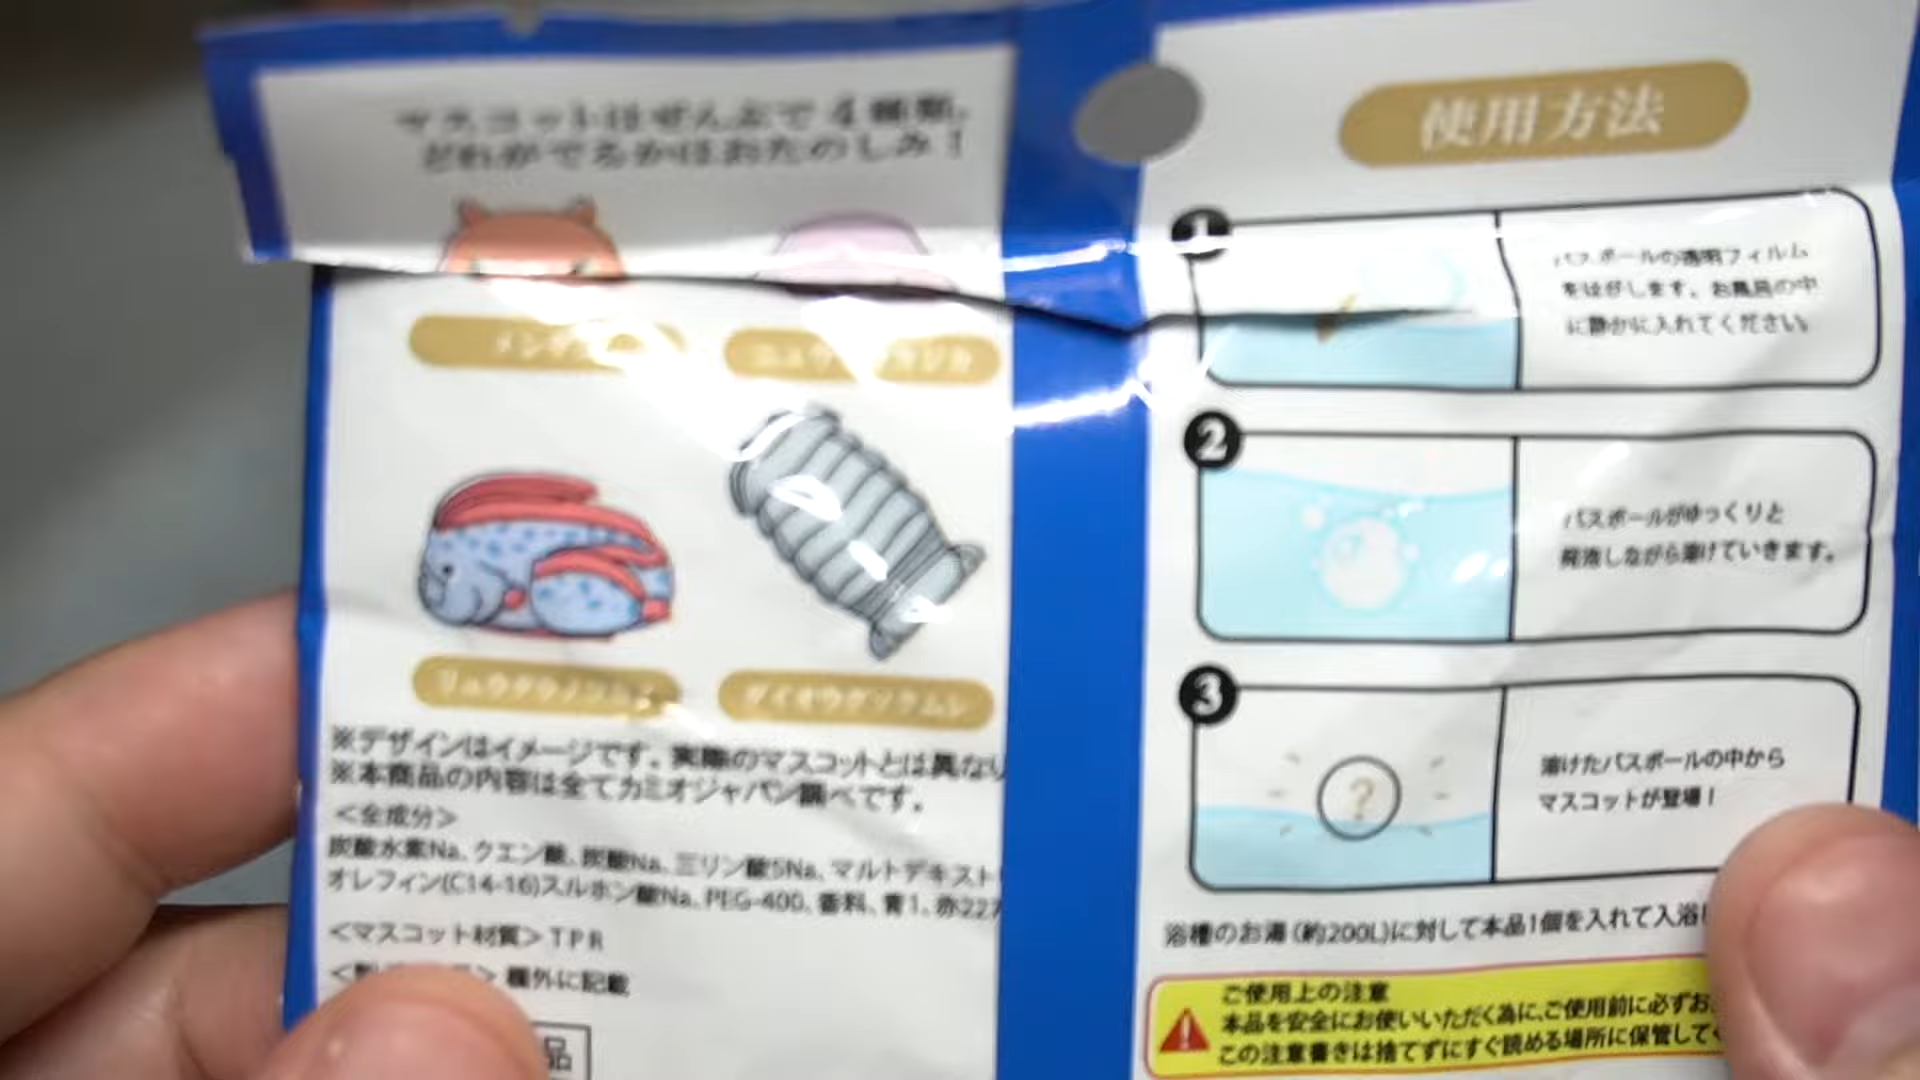 マスコットはぜんぶで4種類。
どれがでるかはおたのしみ！
メンダ
リュウグウノツカイ
ダイオウグソクムシ
※デザインはイメージです。実際のマスコットとは異なり
※本商品の内容は全てカミオジャパン調べです。
＜全成分＞
炭酸水素Na、クエン酸、炭酸Na、三リン酸5Na、マルトデキスト
オレフィン(C14-16)スルホン酸Na、PEG-400、香料、青1、赤227
＜マスコット材質＞TPR
欄外に記載
品
使用方法
1
バスボールの透明フィルム
をはがします。お風呂の中
に静かに入れてください。
2
バスボールがゆっくりと
発泡しながら溶けていきます。
3
?
溶けたバスボールの中から
マスコットが登場！
浴槽のお湯（約200L)に対して本品1個を入れて入浴
ご使用上の注意
本品を安全にお使いいただく為に、ご使用前に必ずお
この注意書きは捨てずにすぐ読める場所に保管して